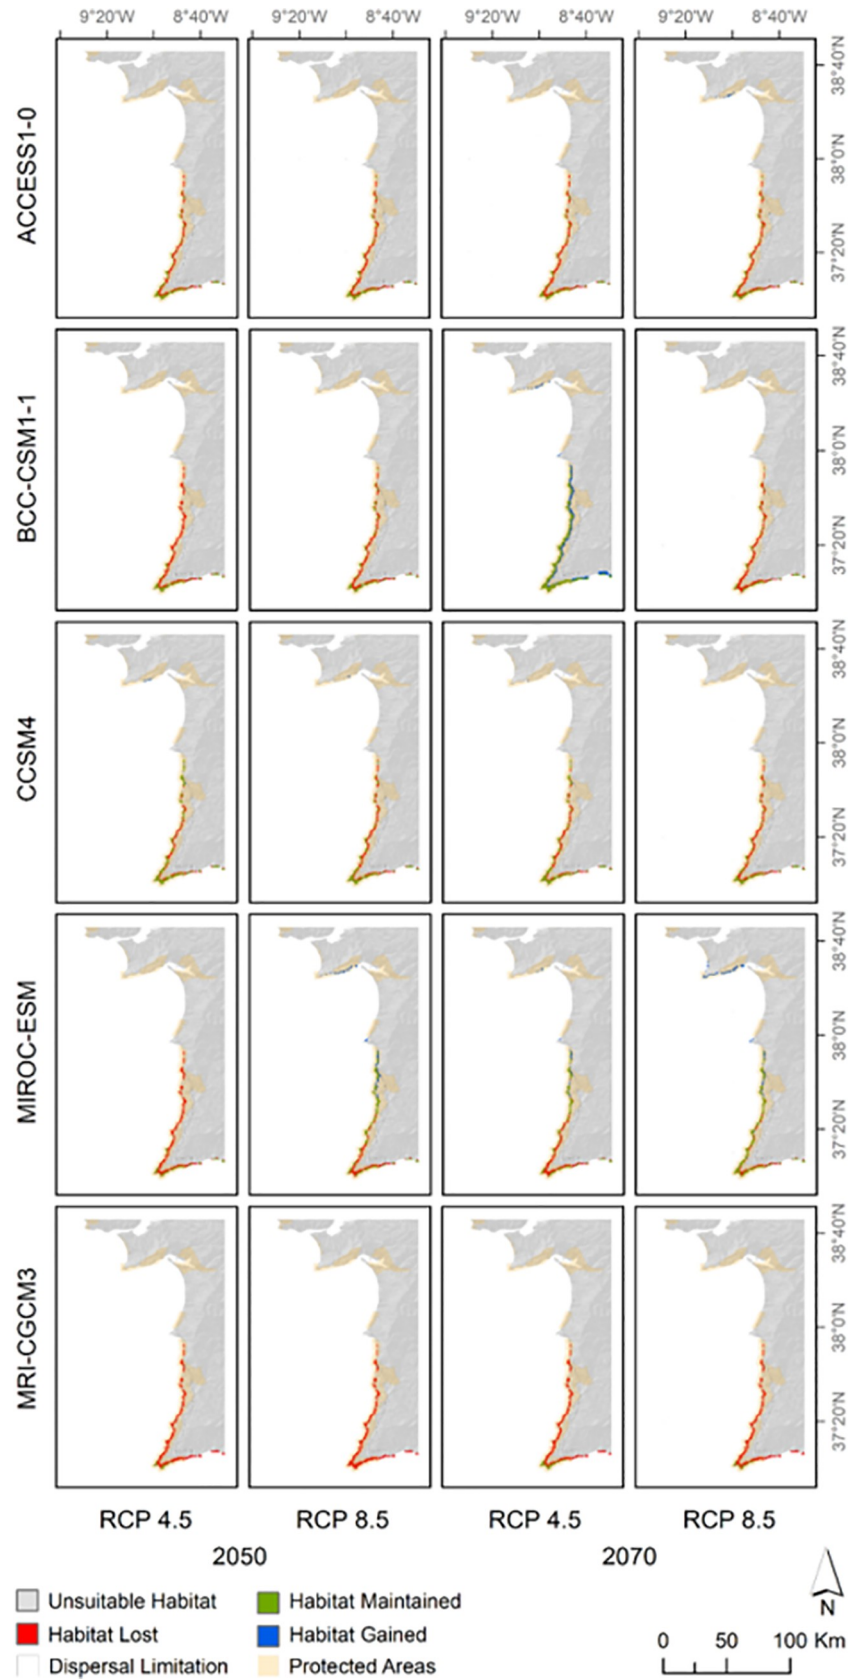 9°20'W 8°40'W 9°20'W 8°40'W 9°20'W 8°40'W 9°20'W 8°40'W
ACCESS1-0
38°40'N
38°0'N
37°20'N
BCC-CSM1-1
38°40'N
38°0'N
37°20'N
CCSM4
38°40'N
38°0'N
37°20'N
MIROC-ESM
38°40'N
38°0'N
37°20'N
MRI-CGCM3
38°40'N
38°0'N
37°20'N
RCP 4.5 RCP 8.5 RCP 4.5 RCP 8.5
2050 2070
Unsuitable Habitat Habitat Maintained
Habitat Lost Habitat Gained
Dispersal Limitation Protected Areas
N
0 50 100 Km